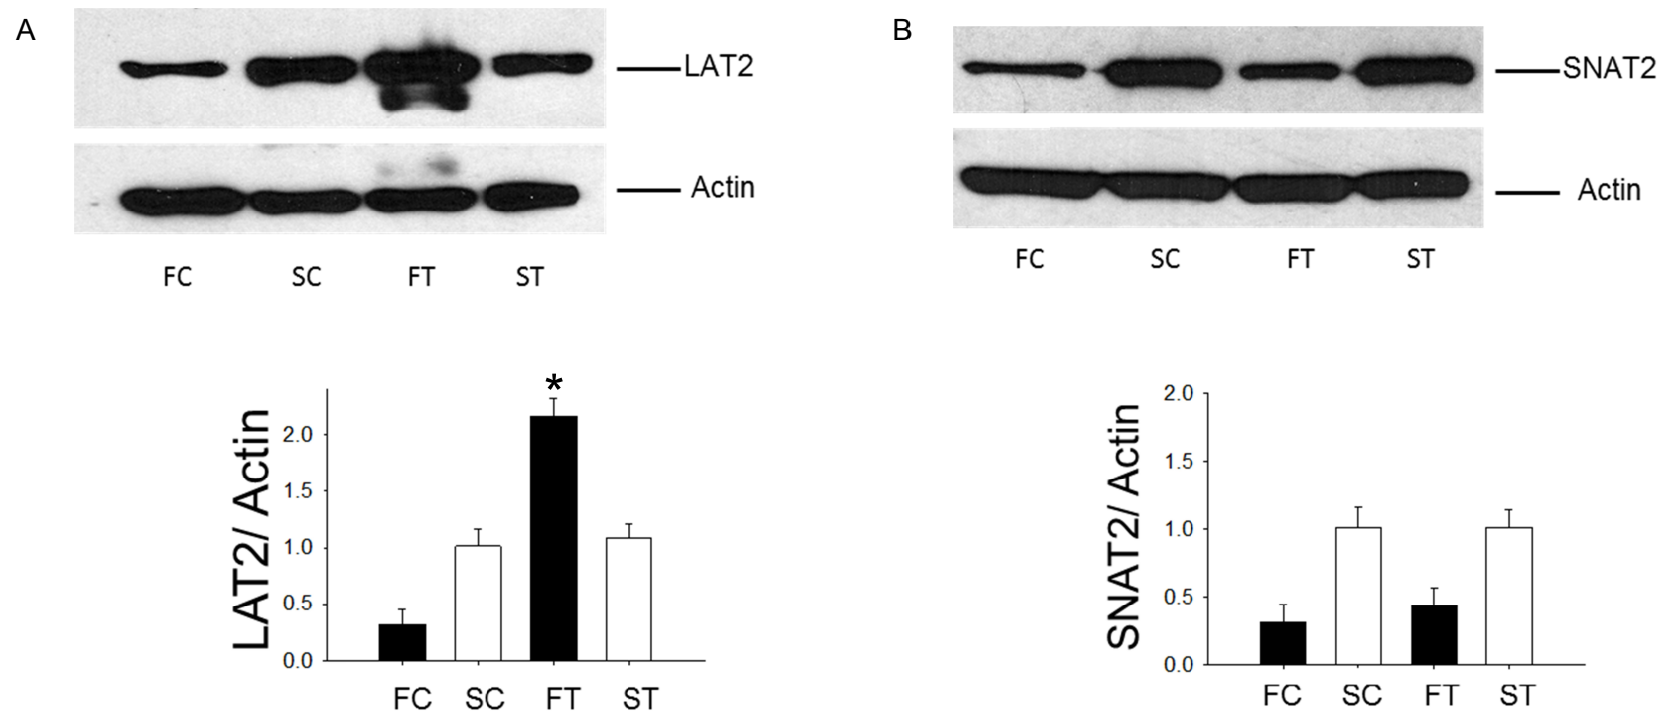 A
LAT2
Actin
FC SC FT ST
*
LAT2/ Actin
2.0
1.5
1.0
0.5
0.0
FC SC FT ST
B
SNAT2
Actin
FC SC FT ST
SNAT2/ Actin
2.0
1.5
1.0
0.5
0.0
FC SC FT ST